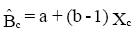 B̂c = a + (b - 1) Xc